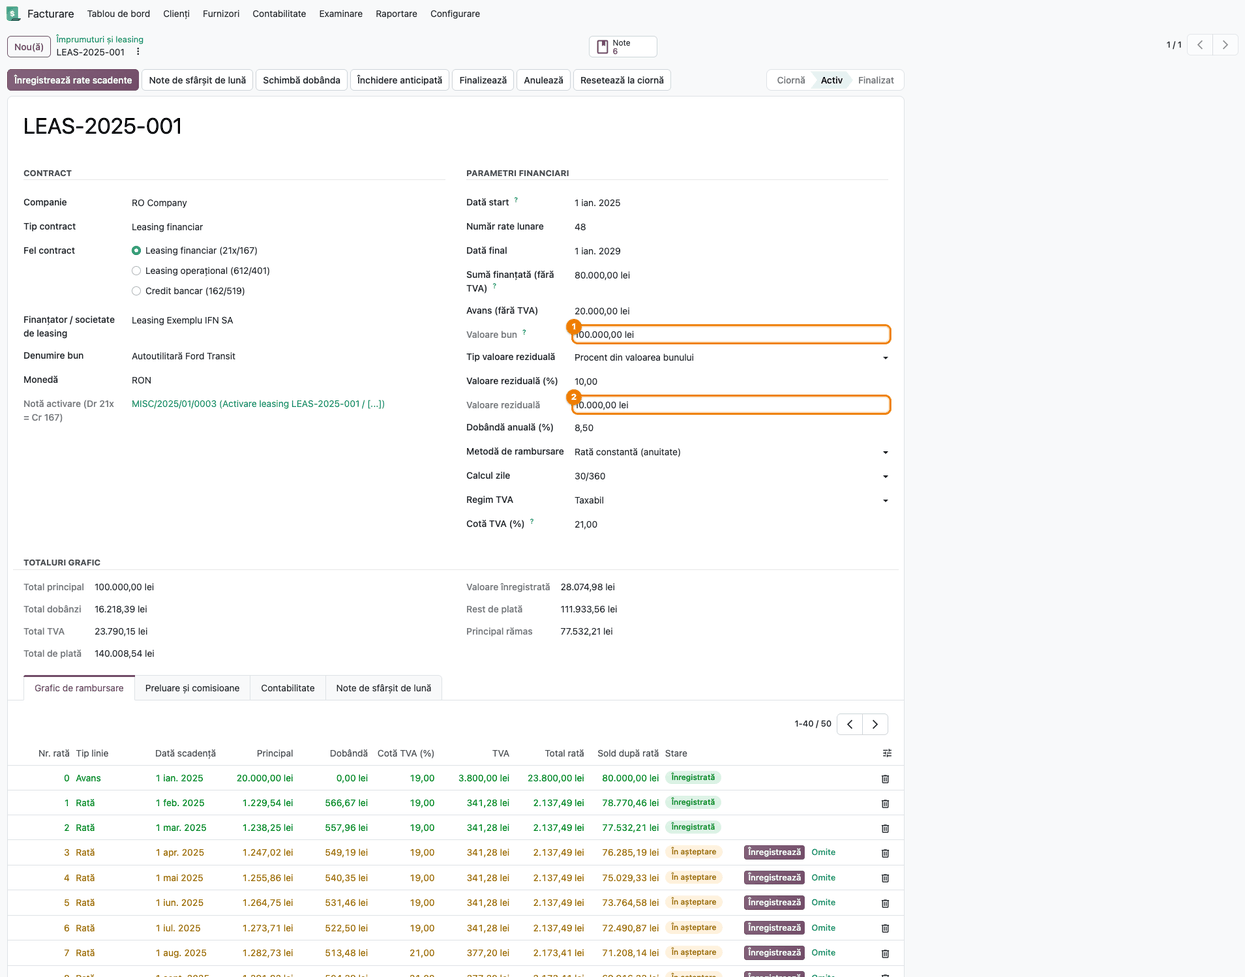 Facturare Tablou de bord Clienți Furnizori Contabilitate Examinare Raportare Configurare
Nou(ă)
Împrumuturi și leasing
LEAS-2025-001
Note
6
1 / 1
Înregistrează rate scadente Note de sfârșit de lună Schimbă dobânda Închidere anticipată Finalizează Anulează Resetează la ciornă
Ciornă Activ Finalizat
LEAS-2025-001
CONTRACT
Companie RO Company
Tip contract Leasing financiar
Fel contract Leasing financiar (21x/167)
Leasing operațional (612/401)
Credit bancar (162/519)
Finanțator / societate de leasing Leasing Exemplu IFN SA
Denumire bun Autoutilitară Ford Transit
Monedă RON
Notă activare (Dr 21x = Cr 167) MISC/2025/01/0003 (Activare leasing LEAS-2025-001 / [...])
PARAMETRI FINANCIARI
Dată start ? 1 ian. 2025
Număr rate lunare 48
Dată final 1 ian. 2029
Sumă finanțată (fără TVA) ? 80.000,00 lei
Avans (fără TVA) 20.000,00 lei
1
Valoare bun ? 100.000,00 lei
Tip valoare reziduală Procent din valoarea bunului
Valoare reziduală (%) 10,00
2
Valoare reziduală 10.000,00 lei
Dobândă anuală (%) 8,50
Metodă de rambursare Rată constantă (anuitate)
Calcul zile 30/360
Regim TVA Taxabil
Cotă TVA (%) ? 21,00
TOTALURI GRAFIC
Total principal 100.000,00 lei
Total dobânzi 16.218,39 lei
Total TVA 23.790,15 lei
Total de plată 140.008,54 lei
Valoare înregistrată 28.074,98 lei
Rest de plată 111.933,56 lei
Principal rămas 77.532,21 lei
Grafic de rambursare Preluare și comisioane Contabilitate Note de sfârșit de lună
1-40 / 50
Nr. rată Tip linie Dată scadență Principal Dobândă Cotă TVA (%) TVA Total rată Sold după rată Stare
0 Avans 1 ian. 2025 20.000,00 lei 0,00 lei 19,00 3.800,00 lei 23.800,00 lei 80.000,00 lei Înregistrată
1 Rată 1 feb. 2025 1.229,54 lei 566,67 lei 19,00 341,28 lei 2.137,49 lei 78.770,46 lei Înregistrată
2 Rată 1 mar. 2025 1.238,25 lei 557,96 lei 19,00 341,28 lei 2.137,49 lei 77.532,21 lei Înregistrată
3 Rată 1 apr. 2025 1.247,02 lei 549,19 lei 19,00 341,28 lei 2.137,49 lei 76.285,19 lei În așteptare Înregistrează Omite
4 Rată 1 mai 2025 1.255,86 lei 540,35 lei 19,00 341,28 lei 2.137,49 lei 75.029,33 lei În așteptare Înregistrează Omite
5 Rată 1 iun. 2025 1.264,75 lei 531,46 lei 19,00 341,28 lei 2.137,49 lei 73.764,58 lei În așteptare Înregistrează Omite
6 Rată 1 iul. 2025 1.273,71 lei 522,50 lei 19,00 341,28 lei 2.137,49 lei 72.490,87 lei În așteptare Înregistrează Omite
7 Rată 1 aug. 2025 1.282,73 lei 513,48 lei 21,00 377,20 lei 2.173,41 lei 71.208,14 lei În așteptare Înregistrează Omite